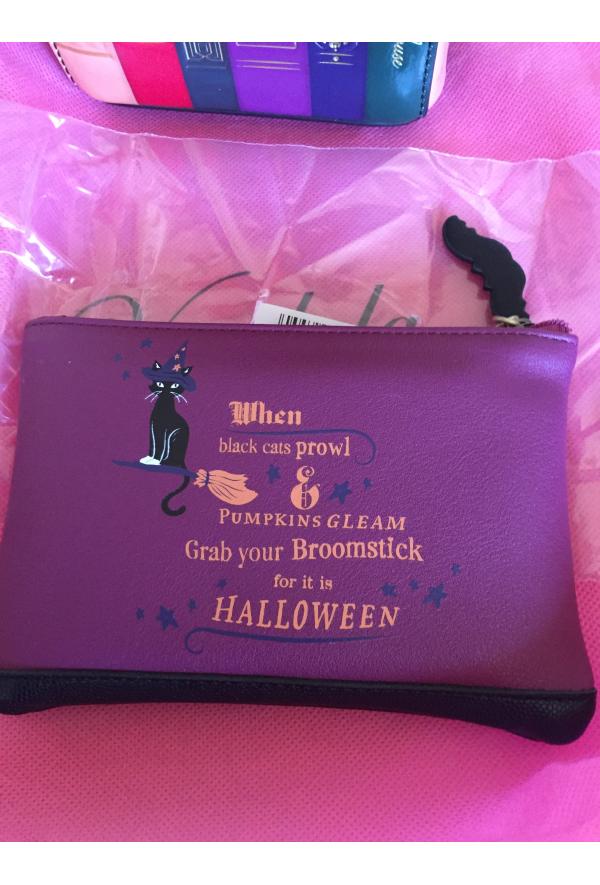 When
black cats prowl
&
PUMPKINS GLEAM
Grab your Broomstick
for it is
HALLOWEEN